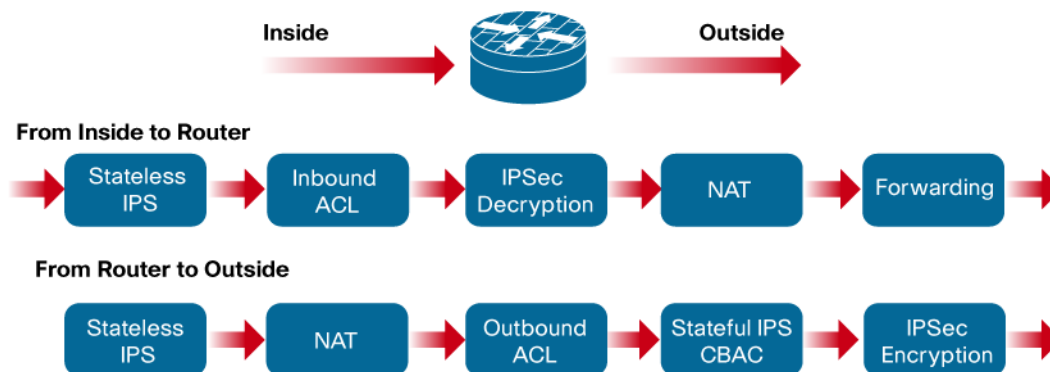 Inside
Outside
From Inside to Router
Stateless
IPS
Inbound
ACL
IPSec
Decryption
NAT
Forwarding
From Router to Outside
Stateless
IPS
NAT
Outbound
ACL
Stateful IPS
CBAC
IPSec
Encryption